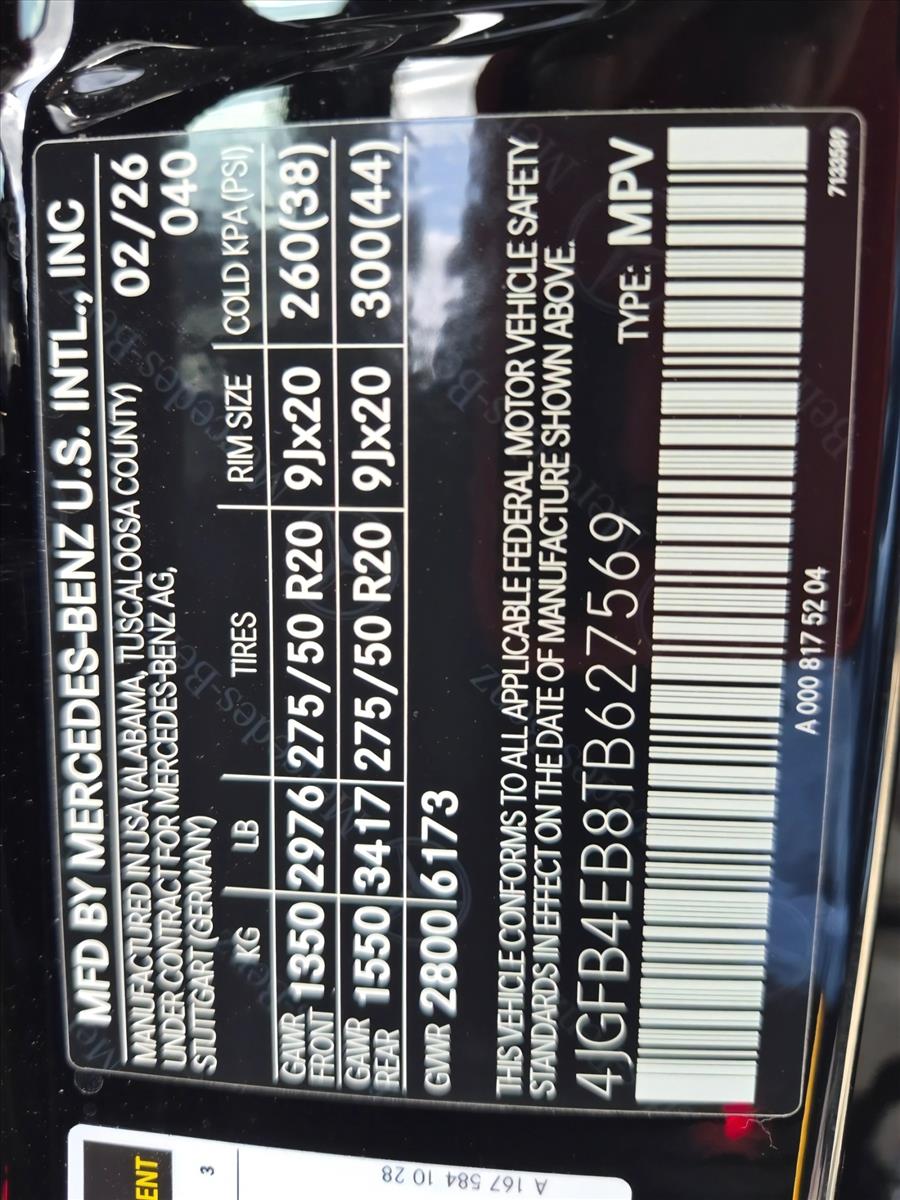 MFD BY MERCEDES-BENZ U.S. INTL., INC
MANUFACTURED IN USA (ALABAMA, TUSCALOOSA COUNTY) 02/26
UNDER CONTRACT FOR MERCEDES-BENZ AG, 040
STUTTGART (GERMANY)
KG LB TIRES RIM SIZE COLD KPA (PSI)
GAWR FRONT 1350 2976 275/50 R20 9Jx20 260(38)
GAWR REAR 1550 3417 275/50 R20 9Jx20 300(44)
GVWR 2800 6173
THIS VEHICLE CONFORMS TO ALL APPLICABLE FEDERAL MOTOR VEHICLE SAFETY
STANDARDS IN EFFECT ON THE DATE OF MANUFACTURE SHOWN ABOVE.
4JGFB4EB8TB627569 TYPE: MPV
A 000 817 52 04
7133589
ENT
3
A 167 584 10 28